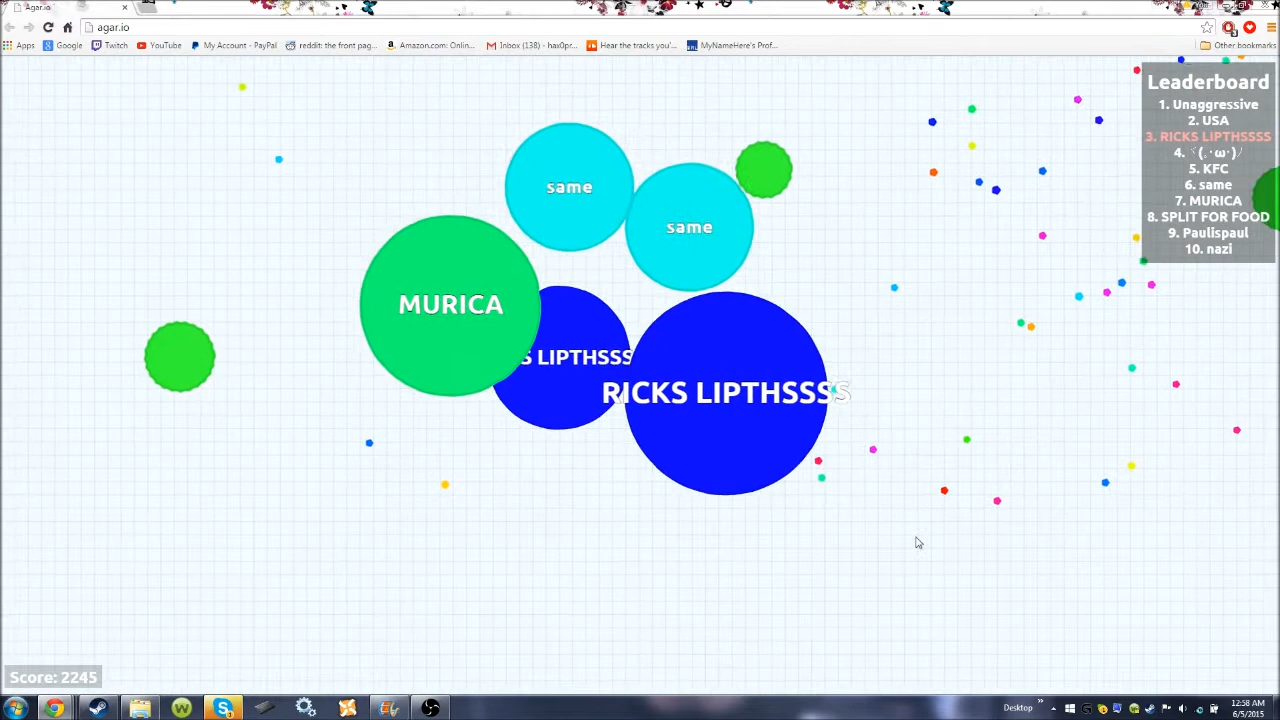 Agar.io
agar.io
Apps Google Twitch YouTube My Account - PayPal reddit: the front pag... Amazon.com: Onlin... Inbox (138) - hax0pr... Hear the tracks you'... MyNameHere's Prof... Other bookmarks
Leaderboard
1. Unaggressive
2. USA
3. RICKS LIPTHSSSS
4.
5. KFC
6. same
7. MURICA
8. SPLIT FOR FOOD
9. Paulispaul
10. nazi
same
same
MURICA
S LIPTHSSS
RICKS LIPTHSSSS
Score: 2245
Desktop
12:58 AM
6/5/2015